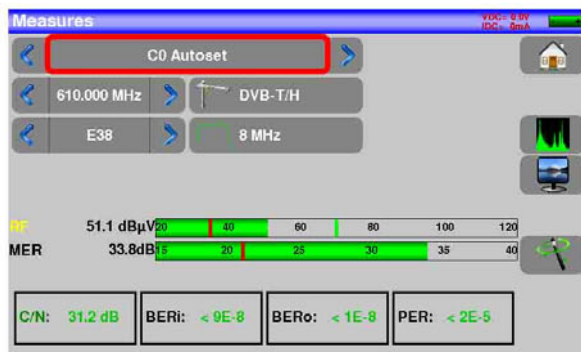 Measures
VDC= 0.0V
IDC= 0mA
C0 Autoset
610.000 MHz DVB-T/H
E38 8 MHz
RF 51.1 dBµV 20 40 60 80 100 120
MER 33.8dB 15 20 25 30 35 40
C/N: 31.2 dB BERi: < 9E-8 BERo: < 1E-8 PER: < 2E-5